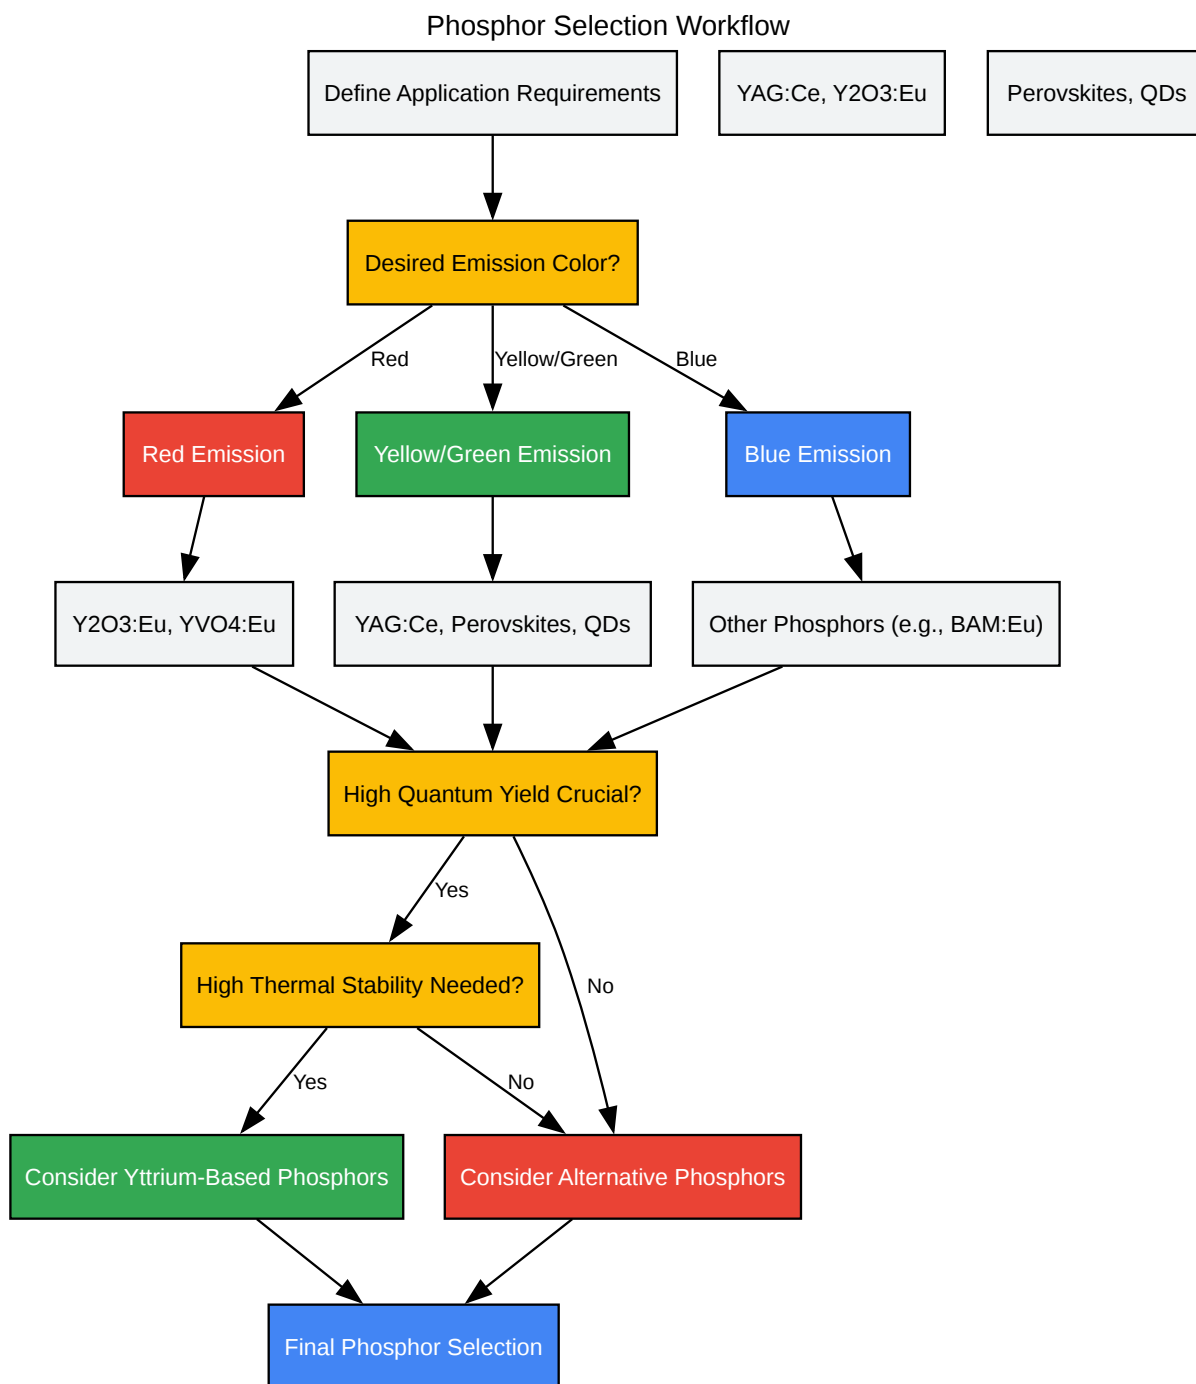 Phosphor Selection Workflow
Define Application Requirements
YAG:Ce, Y2O3:Eu
Perovskites, QDs
Desired Emission Color?
Red
Yellow/Green
Blue
Red Emission
Yellow/Green Emission
Blue Emission
Y2O3:Eu, YVO4:Eu
YAG:Ce, Perovskites, QDs
Other Phosphors (e.g., BAM:Eu)
High Quantum Yield Crucial?
Yes
High Thermal Stability Needed?
No
Yes
No
Consider Yttrium-Based Phosphors
Consider Alternative Phosphors
Final Phosphor Selection